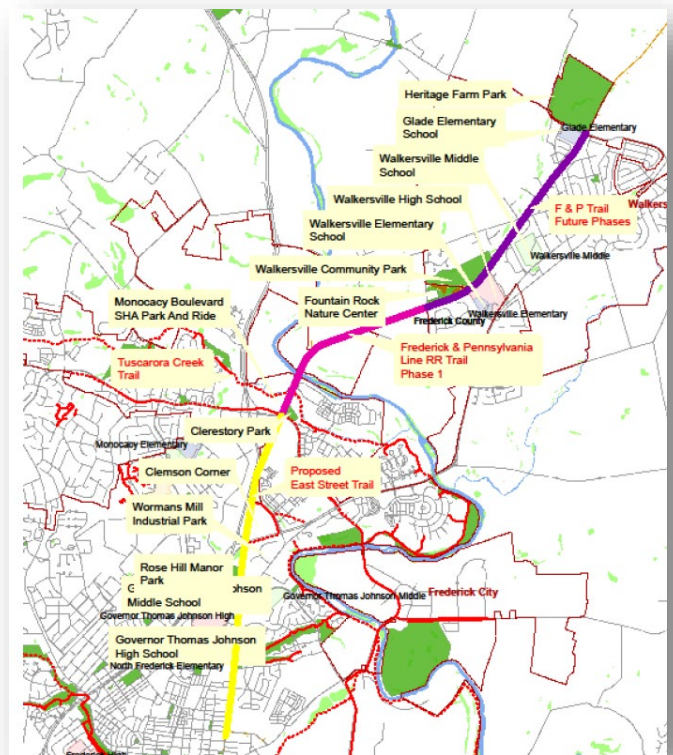 Heritage Farm Park
Glade Elementary
School
Glade Elementary
Walkersville Middle
School
Walkersville High School
F & P Trail
Future Phases
Walkersville Elementary
School
Walkersville Middle
Walkersville Community Park
Monocacy Boulevard
SHA Park And Ride
Fountain Rock
Nature Center
Walkersville Elementary
Frederick County
Frederick & Pennsylvania
Line RR Trail
Phase 1
Tuscarora Creek
Trail
Clerestory Park
Monocacy Elementary
Clemson Corner
Proposed
East Street Trail
Wormans Mill
Industrial Park
Rose Hill Manor
Park
Middle School
Governor Thomas Johnson Middle
Frederick City
Governor Thomas Johnson High
Governor Thomas Johnson
High School
North Frederick Elementary